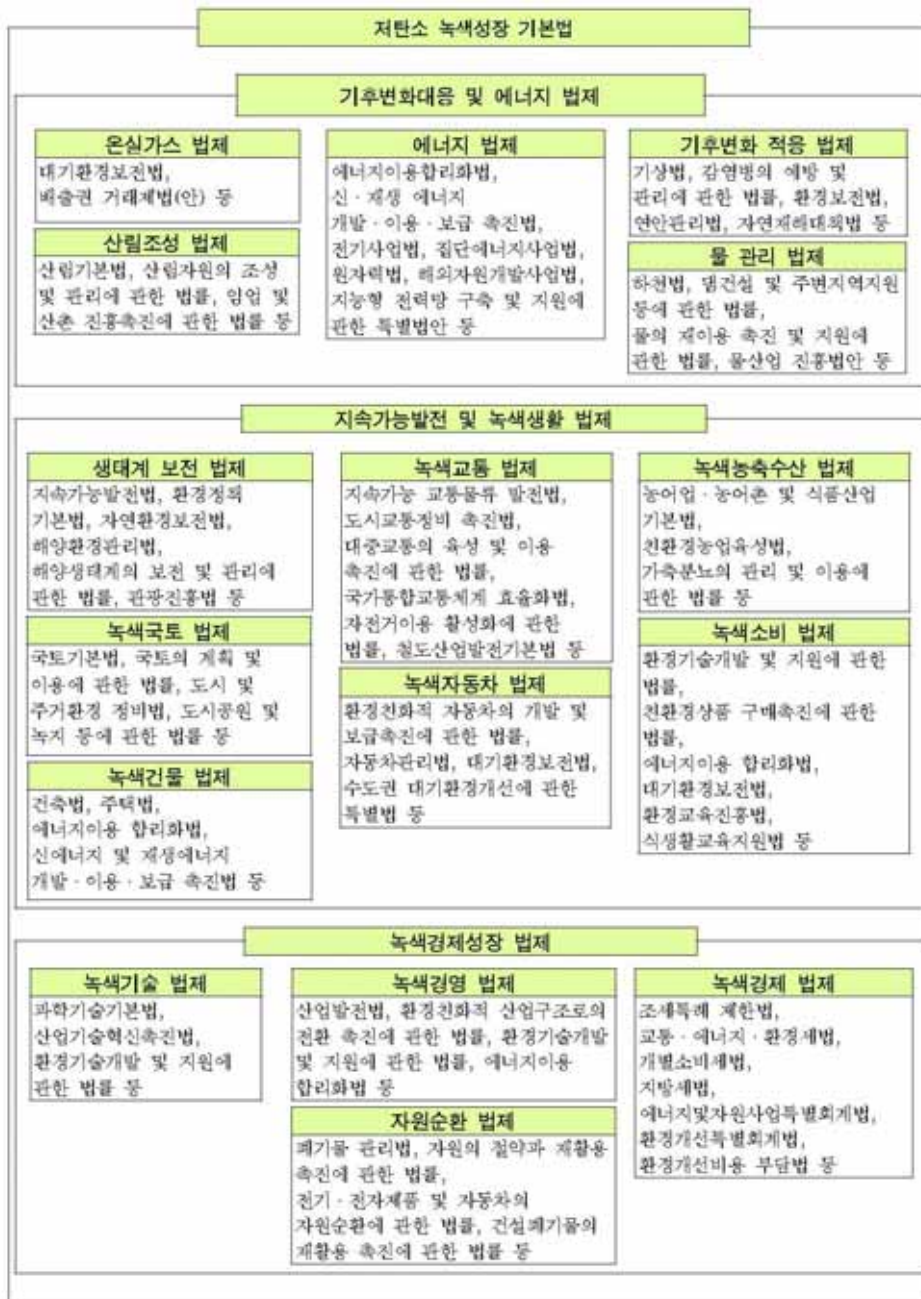 저탄소 녹색성장 기본법
기후변화대응 및 에너지 법제
온실가스 법제
대기환경보전법,
배출권 거래제법(안) 등
산림조성 법제
산림기본법, 산림자원의 조성
및 관리에 관한 법률, 임업 및
산촌 진흥촉진에 관한 법률 등
에너지 법제
에너지이용합리화법,
신·재생 에너지
개발·이용·보급 촉진법,
전기사업법, 집단에너지사업법,
원자력법, 해외자원개발사업법,
지능형 전력망 구축 및 지원에
관한 특별법안 등
기후변화 적응 법제
기상법, 감염병의 예방 및
관리에 관한 법률, 환경보전법,
연안관리법, 자연재해대책법 등
물 관리 법제
하천법, 댐건설 및 주변지역지원
등에 관한 법률,
물의 재이용 촉진 및 지원에
관한 법률, 물산업 진흥법안 등
지속가능발전 및 녹색생활 법제
생태계 보전 법제
지속가능발전법, 환경정책
기본법, 자연환경보전법,
해양환경관리법,
해양생태계의 보전 및 관리에
관한 법률, 관광진흥법 등
녹색국토 법제
국토기본법, 국토의 계획 및
이용에 관한 법률, 도시 및
주거환경 정비법, 도시공원 및
녹지 등에 관한 법률 등
녹색건물 법제
건축법, 주택법,
에너지이용 합리화법,
신에너지 및 재생에너지
개발·이용·보급 촉진법 등
녹색교통 법제
지속가능 교통물류 발전법,
도시교통정비 촉진법,
대중교통의 육성 및 이용
촉진에 관한 법률,
국가통합교통체계 효율화법,
자전거이용 활성화에 관한
법률, 철도산업발전기본법 등
녹색자동차 법제
환경친화적 자동차의 개발 및
보급촉진에 관한 법률,
자동차관리법, 대기환경보전법,
수도권 대기환경개선에 관한
특별법 등
녹색농축수산 법제
농어업·농어촌 및 식품산업
기본법,
친환경농업육성법,
가축분뇨의 관리 및 이용에
관한 법률 등
녹색소비 법제
환경기술개발 및 지원에 관한
법률,
친환경상품 구매촉진에 관한
법률,
에너지이용 합리화법,
대기환경보전법,
환경교육진흥법,
식생활교육지원법 등
녹색경제성장 법제
녹색기술 법제
과학기술기본법,
산업기술혁신촉진법,
환경기술개발 및 지원에
관한 법률 등
녹색경영 법제
산업발전법, 환경친화적 산업구조로의
전환 촉진에 관한 법률, 환경기술개발
및 지원에 관한 법률, 에너지이용
합리화법 등
자원순환 법제
폐기물 관리법, 자원의 절약과 재활용
촉진에 관한 법률,
전기·전자제품 및 자동차의
자원순환에 관한 법률, 건설폐기물의
재활용 촉진에 관한 법률 등
녹색경제 법제
조세특례 제한법,
교통·에너지·환경세법,
개별소비세법,
지방세법,
에너지및자원사업특별회계법,
환경개선특별회계법,
환경개선비용 부담법 등